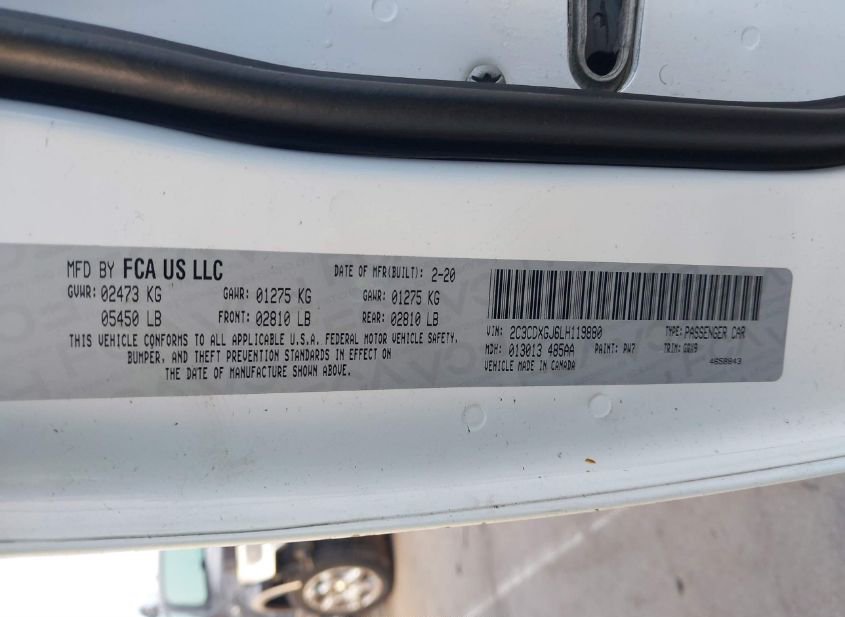 MFD BY FCA US LLC DATE OF MFR(BUILT): 2-20
GVWR: 02473 KG GAWR: 01275 KG GAWR: 01275 KG
05450 LB FRONT: 02810 LB REAR: 02810 LB
THIS VEHICLE CONFORMS TO ALL APPLICABLE U.S.A. FEDERAL MOTOR VEHICLE SAFETY,
BUMPER, AND THEFT PREVENTION STANDARDS IN EFFECT ON
THE DATE OF MANUFACTURE SHOWN ABOVE.
VIN: 2C3CDXGJ6LH119880 TYPE: PASSENGER CAR
MDH: 013013 485AA PAINT: PW7 TRIM: GRX9
VEHICLE MADE IN CANADA 4658843